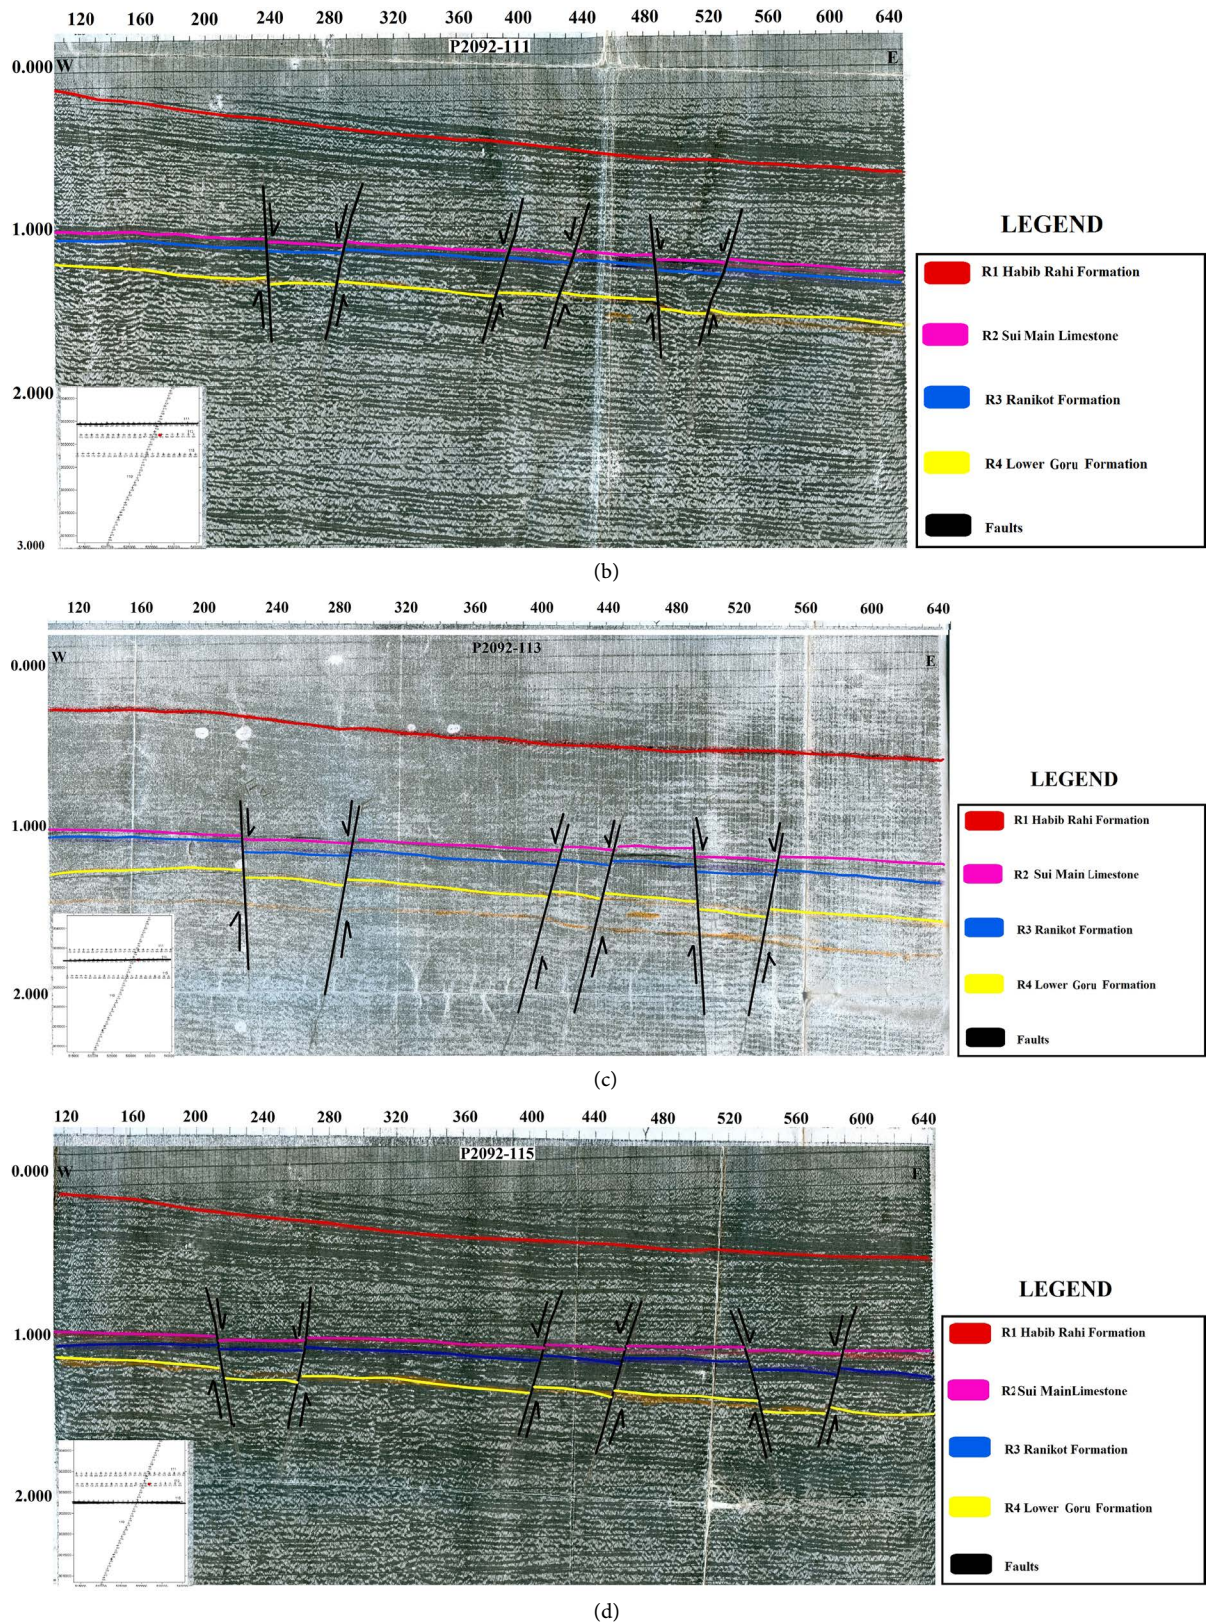 120 160 200 240 280 320 360 400 440 480 520 560 600 640
P2092-111
0.000 W E
1.000
2.000
3.000
LEGEND
R1 Habib Rahi Formation
R2 Sui Main Limestone
R3 Ranikot Formation
R4 Lower Goru Formation
Faults
(b)
120 160 200 240 280 320 360 400 440 480 520 560 600 640
P2092-113
0.000 W E
1.000
2.000
LEGEND
R1 Habib Rahi Formation
R2 Sui Main Limestone
R3 Ranikot Formation
R4 Lower Goru Formation
Faults
(c)
120 160 200 240 280 320 360 400 440 480 520 560 600 640
P2092-115
0.000 W E
1.000
2.000
LEGEND
R1 Habib Rahi Formation
R2 Sui Main Limestone
R3 Ranikot Formation
R4 Lower Goru Formation
Faults
(d)